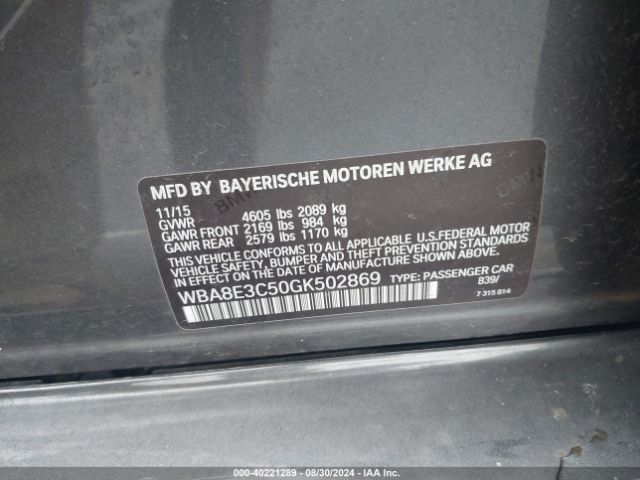 MFD BY BAYERISCHE MOTOREN WERKE AG
11/15
GVWR 4605 lbs 2089 kg
GAWR FRONT 2169 lbs 984 kg
GAWR REAR 2579 lbs 1170 kg
THIS VEHICLE CONFORMS TO ALL APPLICABLE U.S.FEDERAL MOTOR
VEHICLE SAFETY, BUMPER, AND THEFT PREVENTION STANDARDS
IN EFFECT ON THE DATE OF MANUFACTURE SHOWN ABOVE.
WBA8E3C50GK502869 TYPE: PASSENGER CAR
B39/
7 315 814
000-40221289 - 08/30/2024 - IAA Inc.